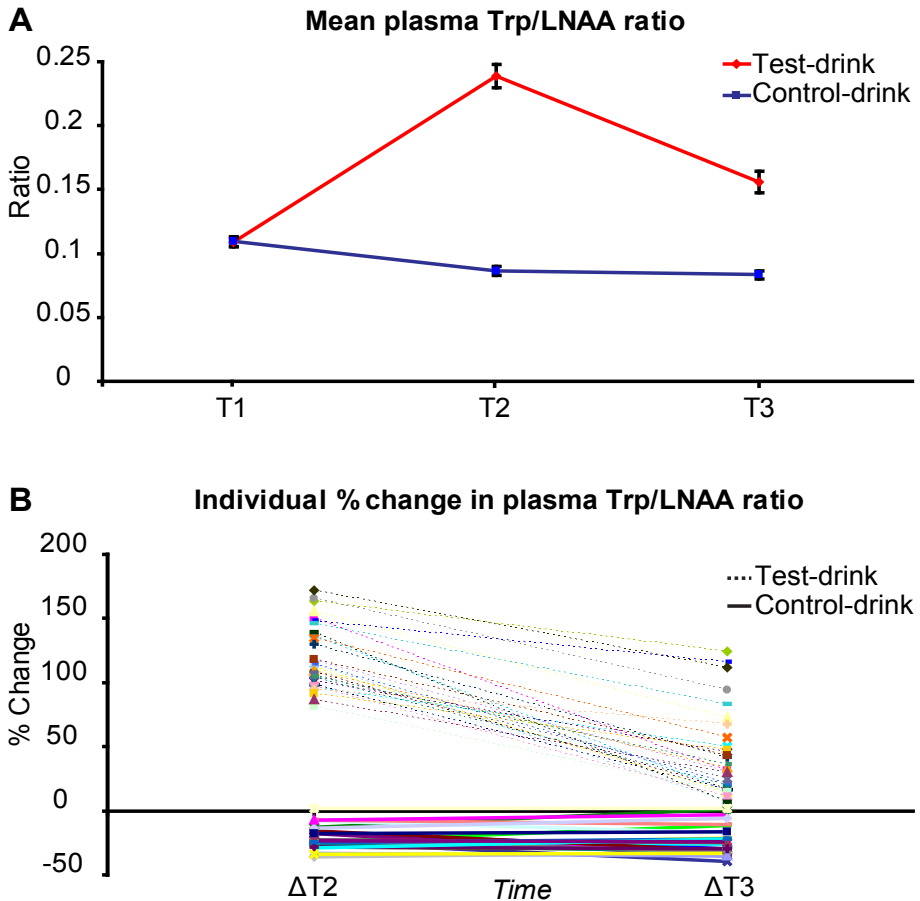 A
Mean plasma Trp/LNAA ratio
0.25
0.2
0.15
0.1
0.05
0
Ratio
Test-drink
Control-drink
T1
T2
T3
B
Individual % change in plasma Trp/LNAA ratio
200
150
100
50
0
-50
% Change
Test-drink
Control-drink
ΔT2
Time
ΔT3